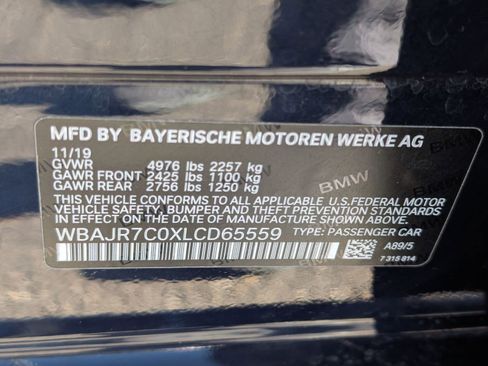 MFD BY BAYERISCHE MOTOREN WERKE AG
11/19
GVWR 4976 lbs 2257 kg
GAWR FRONT 2425 lbs 1100 kg
GAWR REAR 2756 lbs 1250 kg
THIS VEHICLE CONFORMS TO ALL APPLICABLE U.S.FEDERAL MOTOR
VEHICLE SAFETY, BUMPER AND THEFT PREVENTION STANDARDS
IN EFFECT ON THE DATE OF MANUFACTURE SHOWN ABOVE.
WBAJR7C0XLCD65559 TYPE: PASSENGER CAR
A89/5
7 315 814
BMW